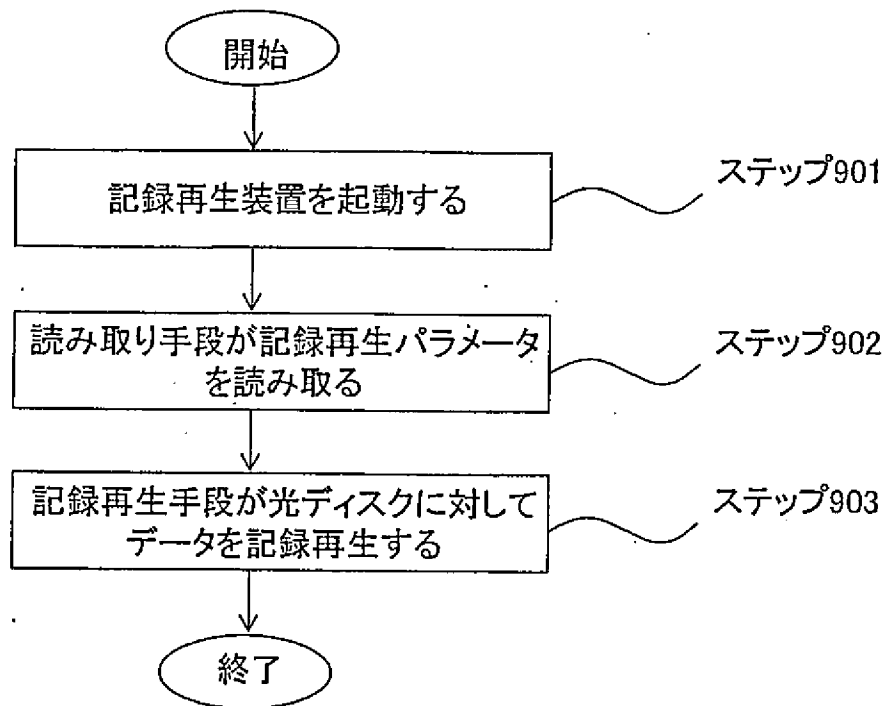 開始
記録再生装置を起動する
ステップ901
読み取り手段が記録再生パラメータ
を読み取る
ステップ902
記録再生手段が光ディスクに対して
データを記録再生する
ステップ903
終了